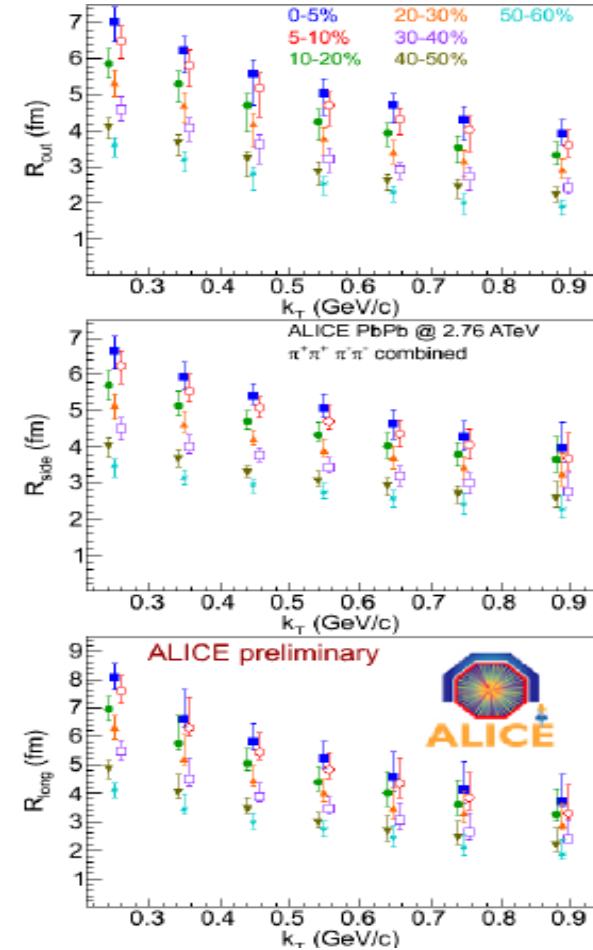 0-5% 20-30% 50-60%
5-10% 30-40%
10-20% 40-50%
R_out (fm)
7
6
5
4
3
2
1
0.3 0.4 0.5 0.6 0.7 0.8 0.9
k_T (GeV/c)
ALICE PbPb @ 2.76 ATeV
π⁺π⁺ π⁻π⁻ combined
R_side (fm)
7
6
5
4
3
2
1
0.3 0.4 0.5 0.6 0.7 0.8 0.9
k_T (GeV/c)
ALICE preliminary
ALICE
R_long (fm)
9
8
7
6
5
4
3
2
1
0.3 0.4 0.5 0.6 0.7 0.8 0.9
k_T (GeV/c)